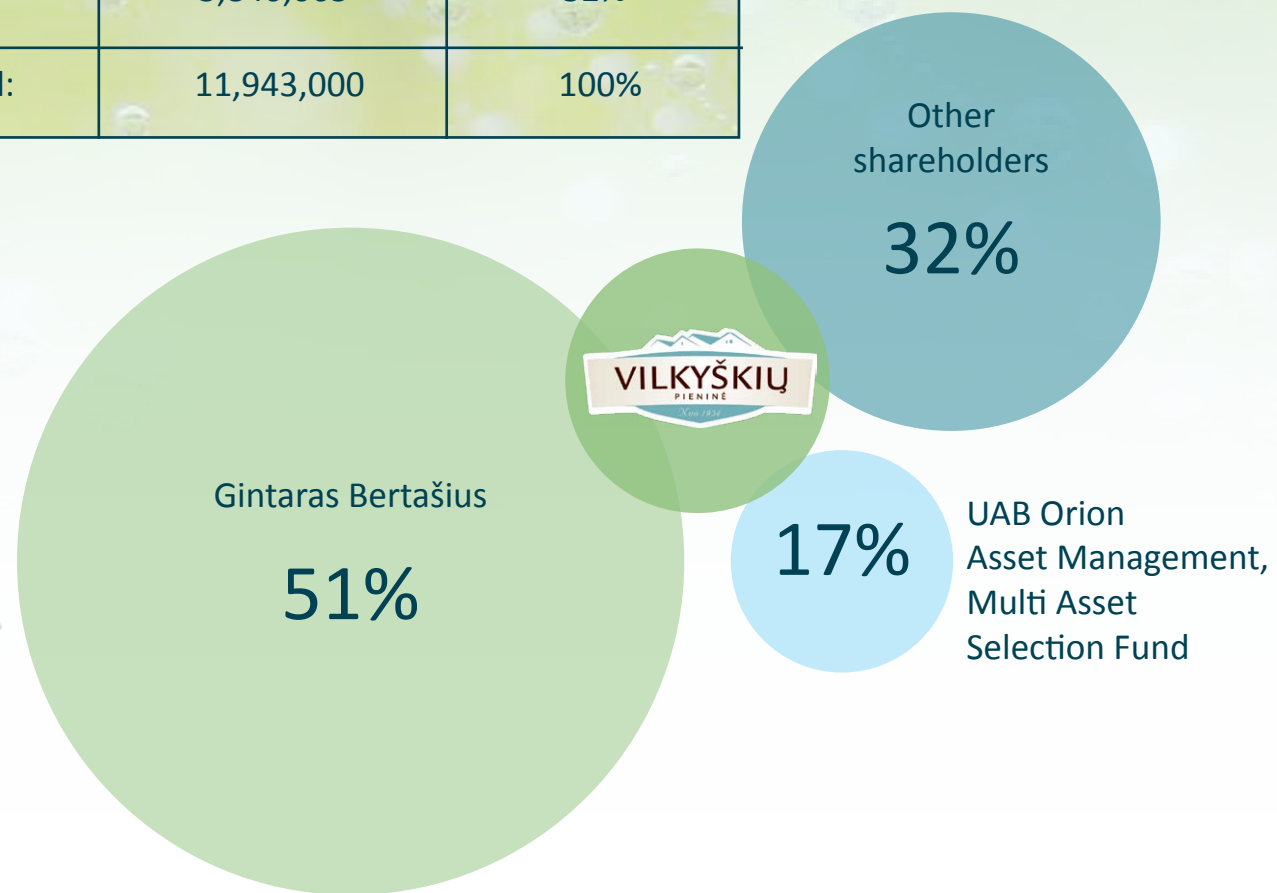 11,943,000 100%
Other
shareholders
32%
VILKYŠKIŲ
PIENINĖ
Gintaras Bertašius
51%
17%
UAB Orion
Asset Management,
Multi Asset
Selection Fund